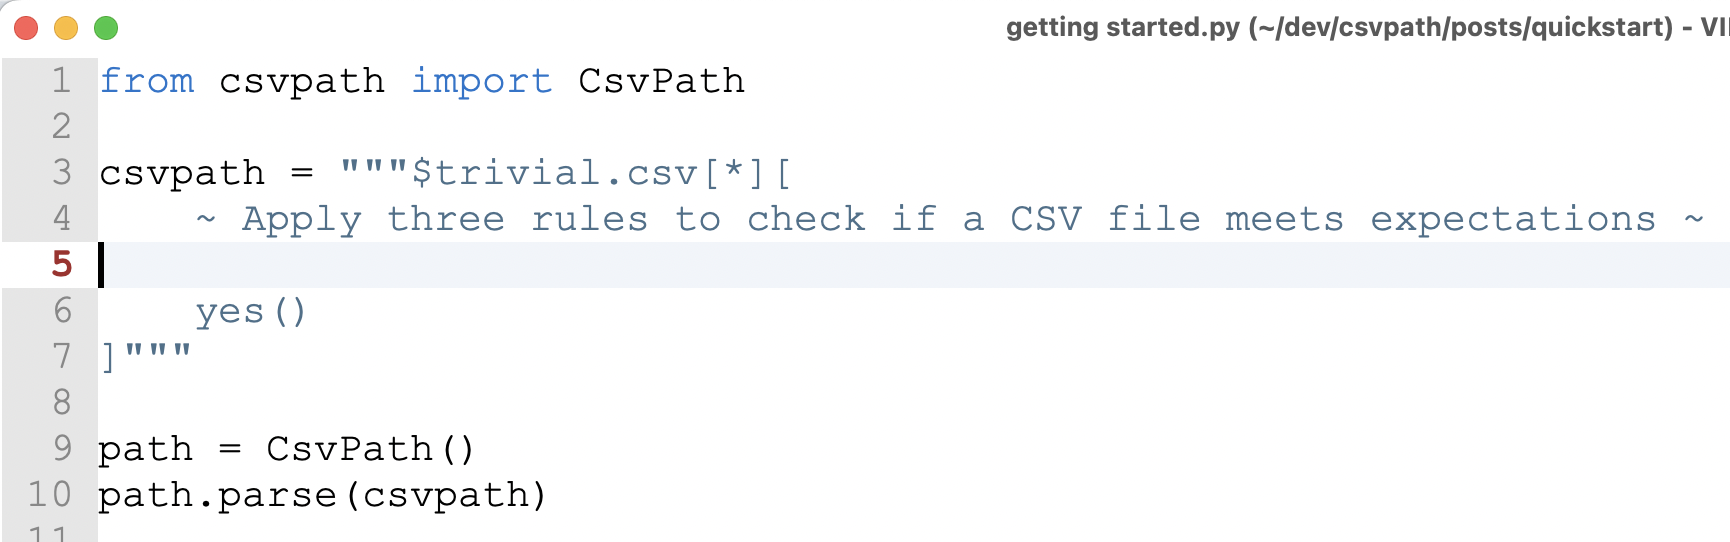 getting started.py (~/dev/csvpath/posts/quickstart) -
1 from csvpath import CsvPath
2
3 csvpath = """$trivial.csv[*][
4     ~ Apply three rules to check if a CSV file meets expectations ~
5
6     yes()
7 ]"""
8
9 path = CsvPath()
10 path.parse(csvpath)
11